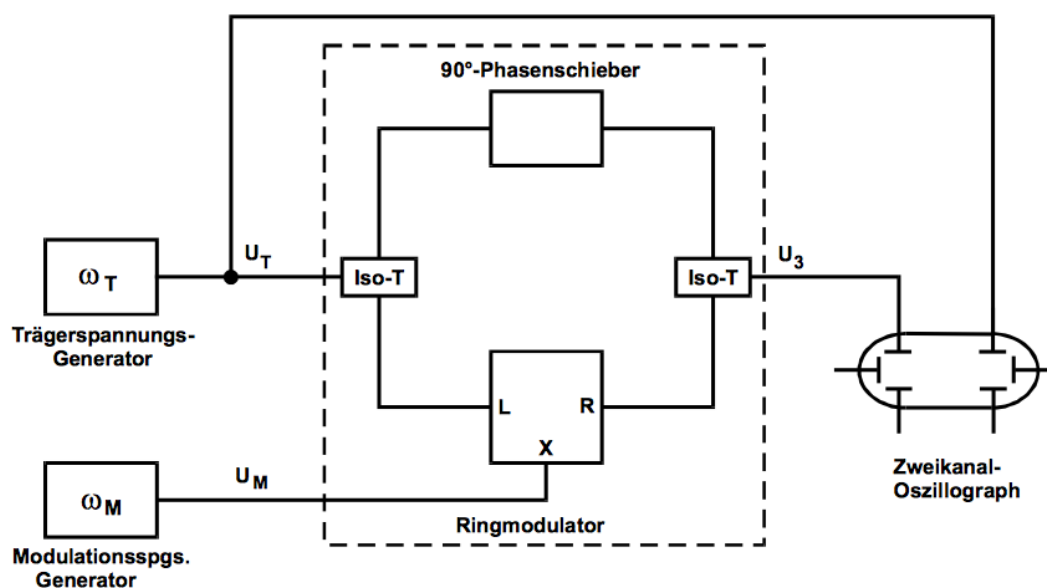 90°-Phasenschieber
U_T
ω_T
Iso-T
Iso-T
U_3
Trägerspannungs-
Generator
L
R
X
U_M
ω_M
Zweikanal-
Oszillograph
Ringmodulator
Modulationsspgs.
Generator